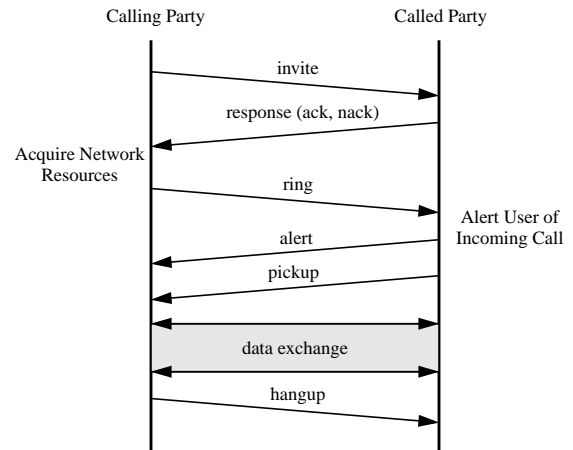 Calling Party
Called Party
invite
response (ack, nack)
Acquire Network
Resources
ring
Alert User of
Incoming Call
alert
pickup
data exchange
hangup